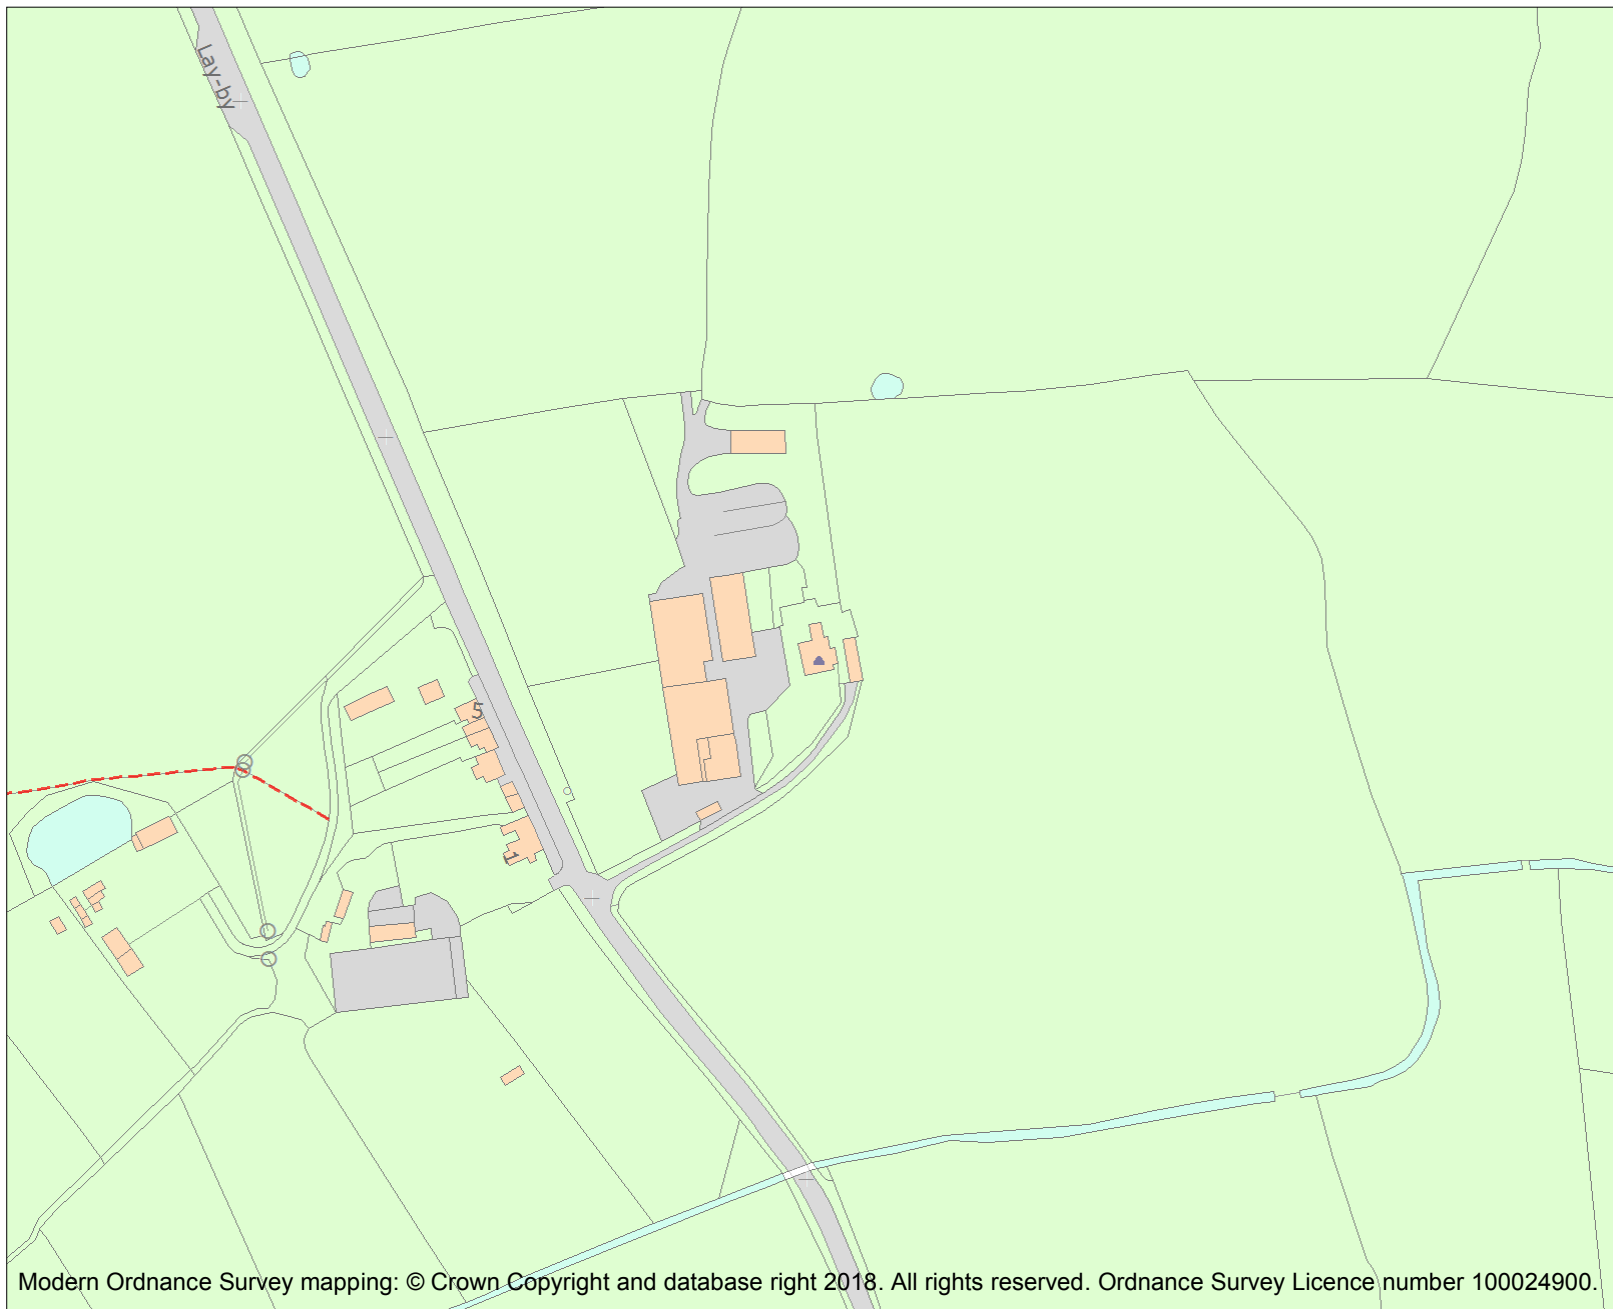 Lay-by
5
1
Modern Ordnance Survey mapping: © Crown Copyright and database right 2018. All rights reserved. Ordnance Survey Licence number 100024900.